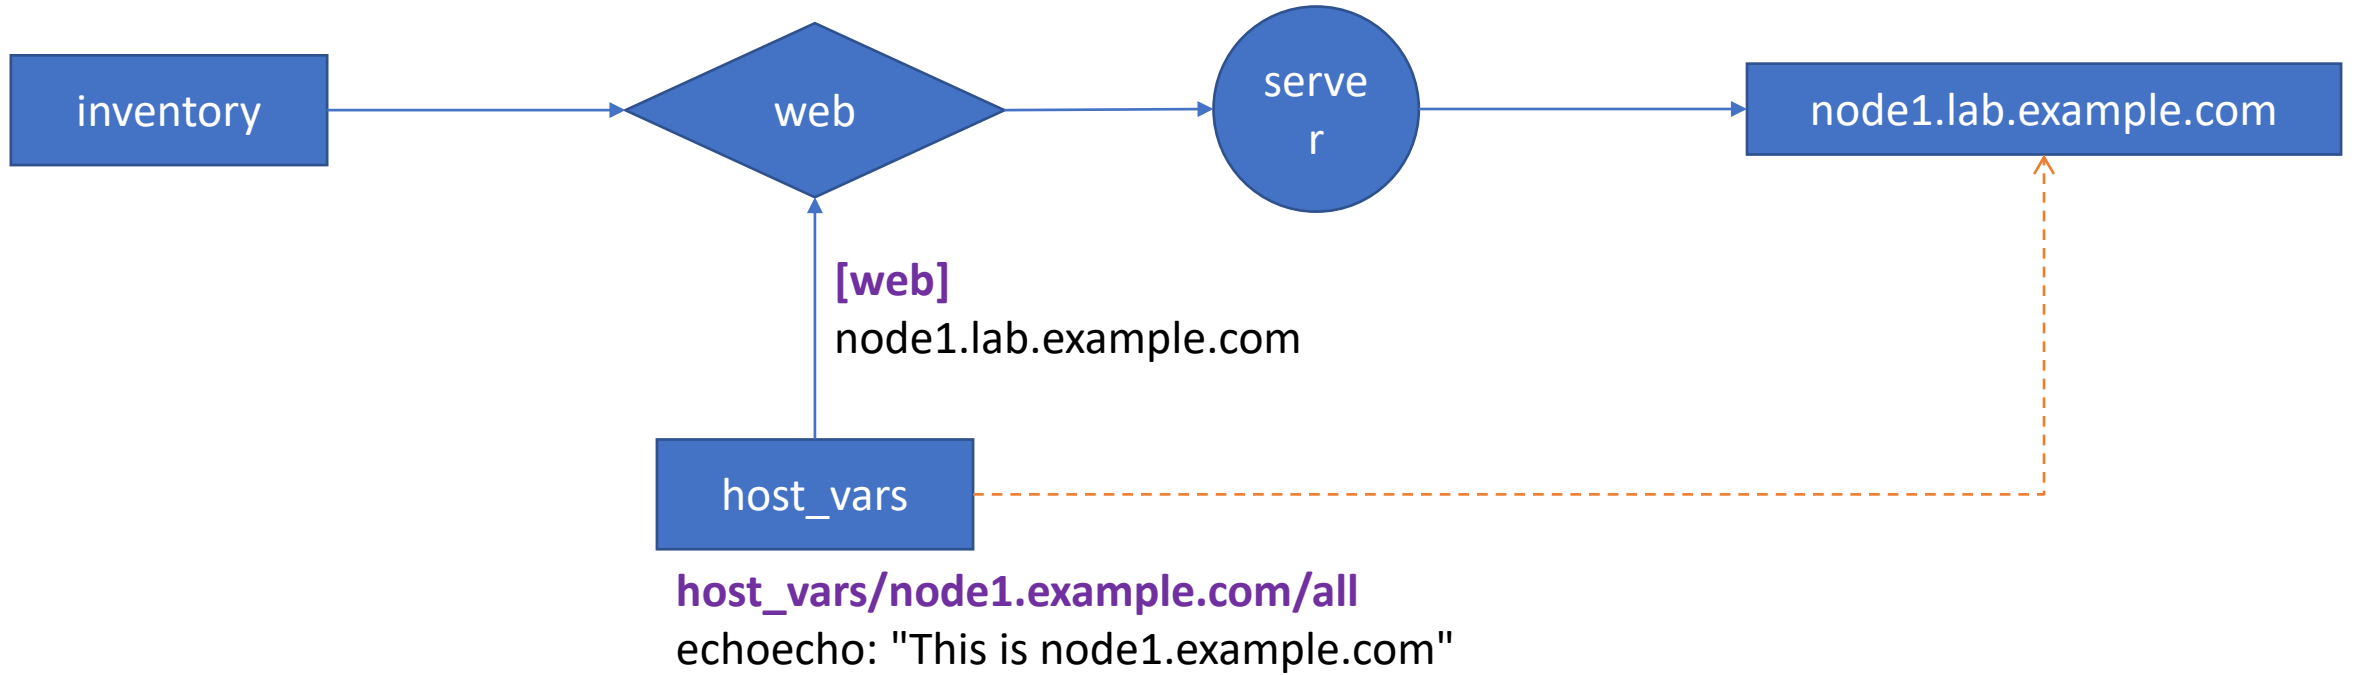 inventory
web
serve
r
node1.lab.example.com
[web]
node1.lab.example.com
host_vars
host_vars/node1.example.com/all
echoecho: "This is node1.example.com"